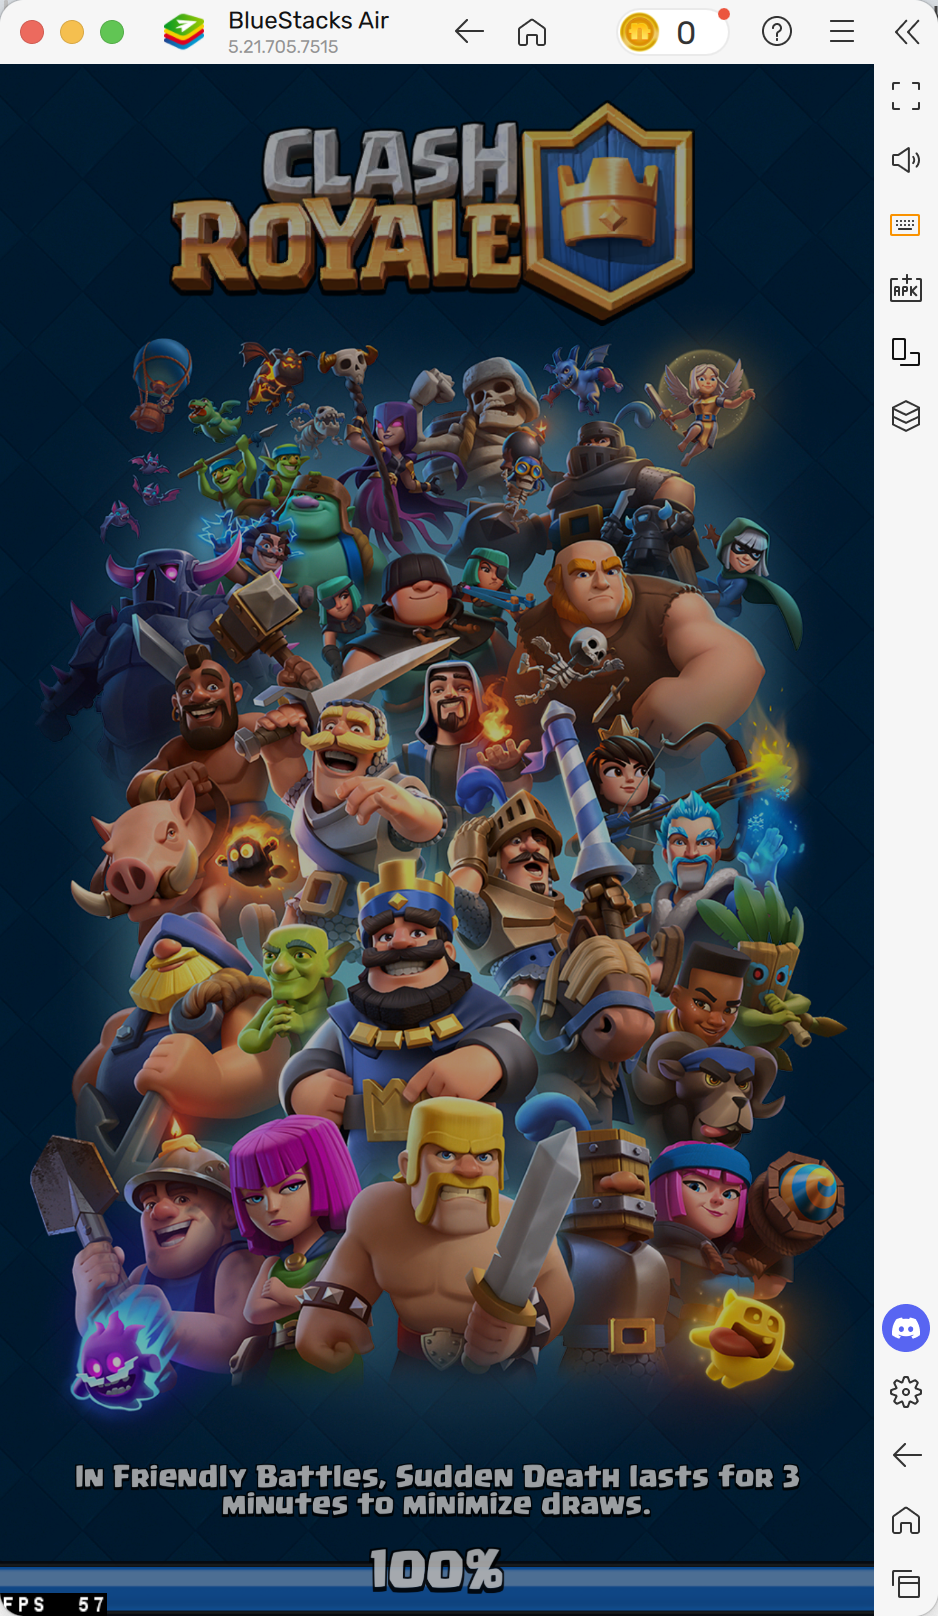 BlueStacks Air
5.21.705.7515
0
APK
CLASH
ROYALE
In Friendly Battles, Sudden Death lasts for 3
minutes to minimize draws.
100%
FPS 57